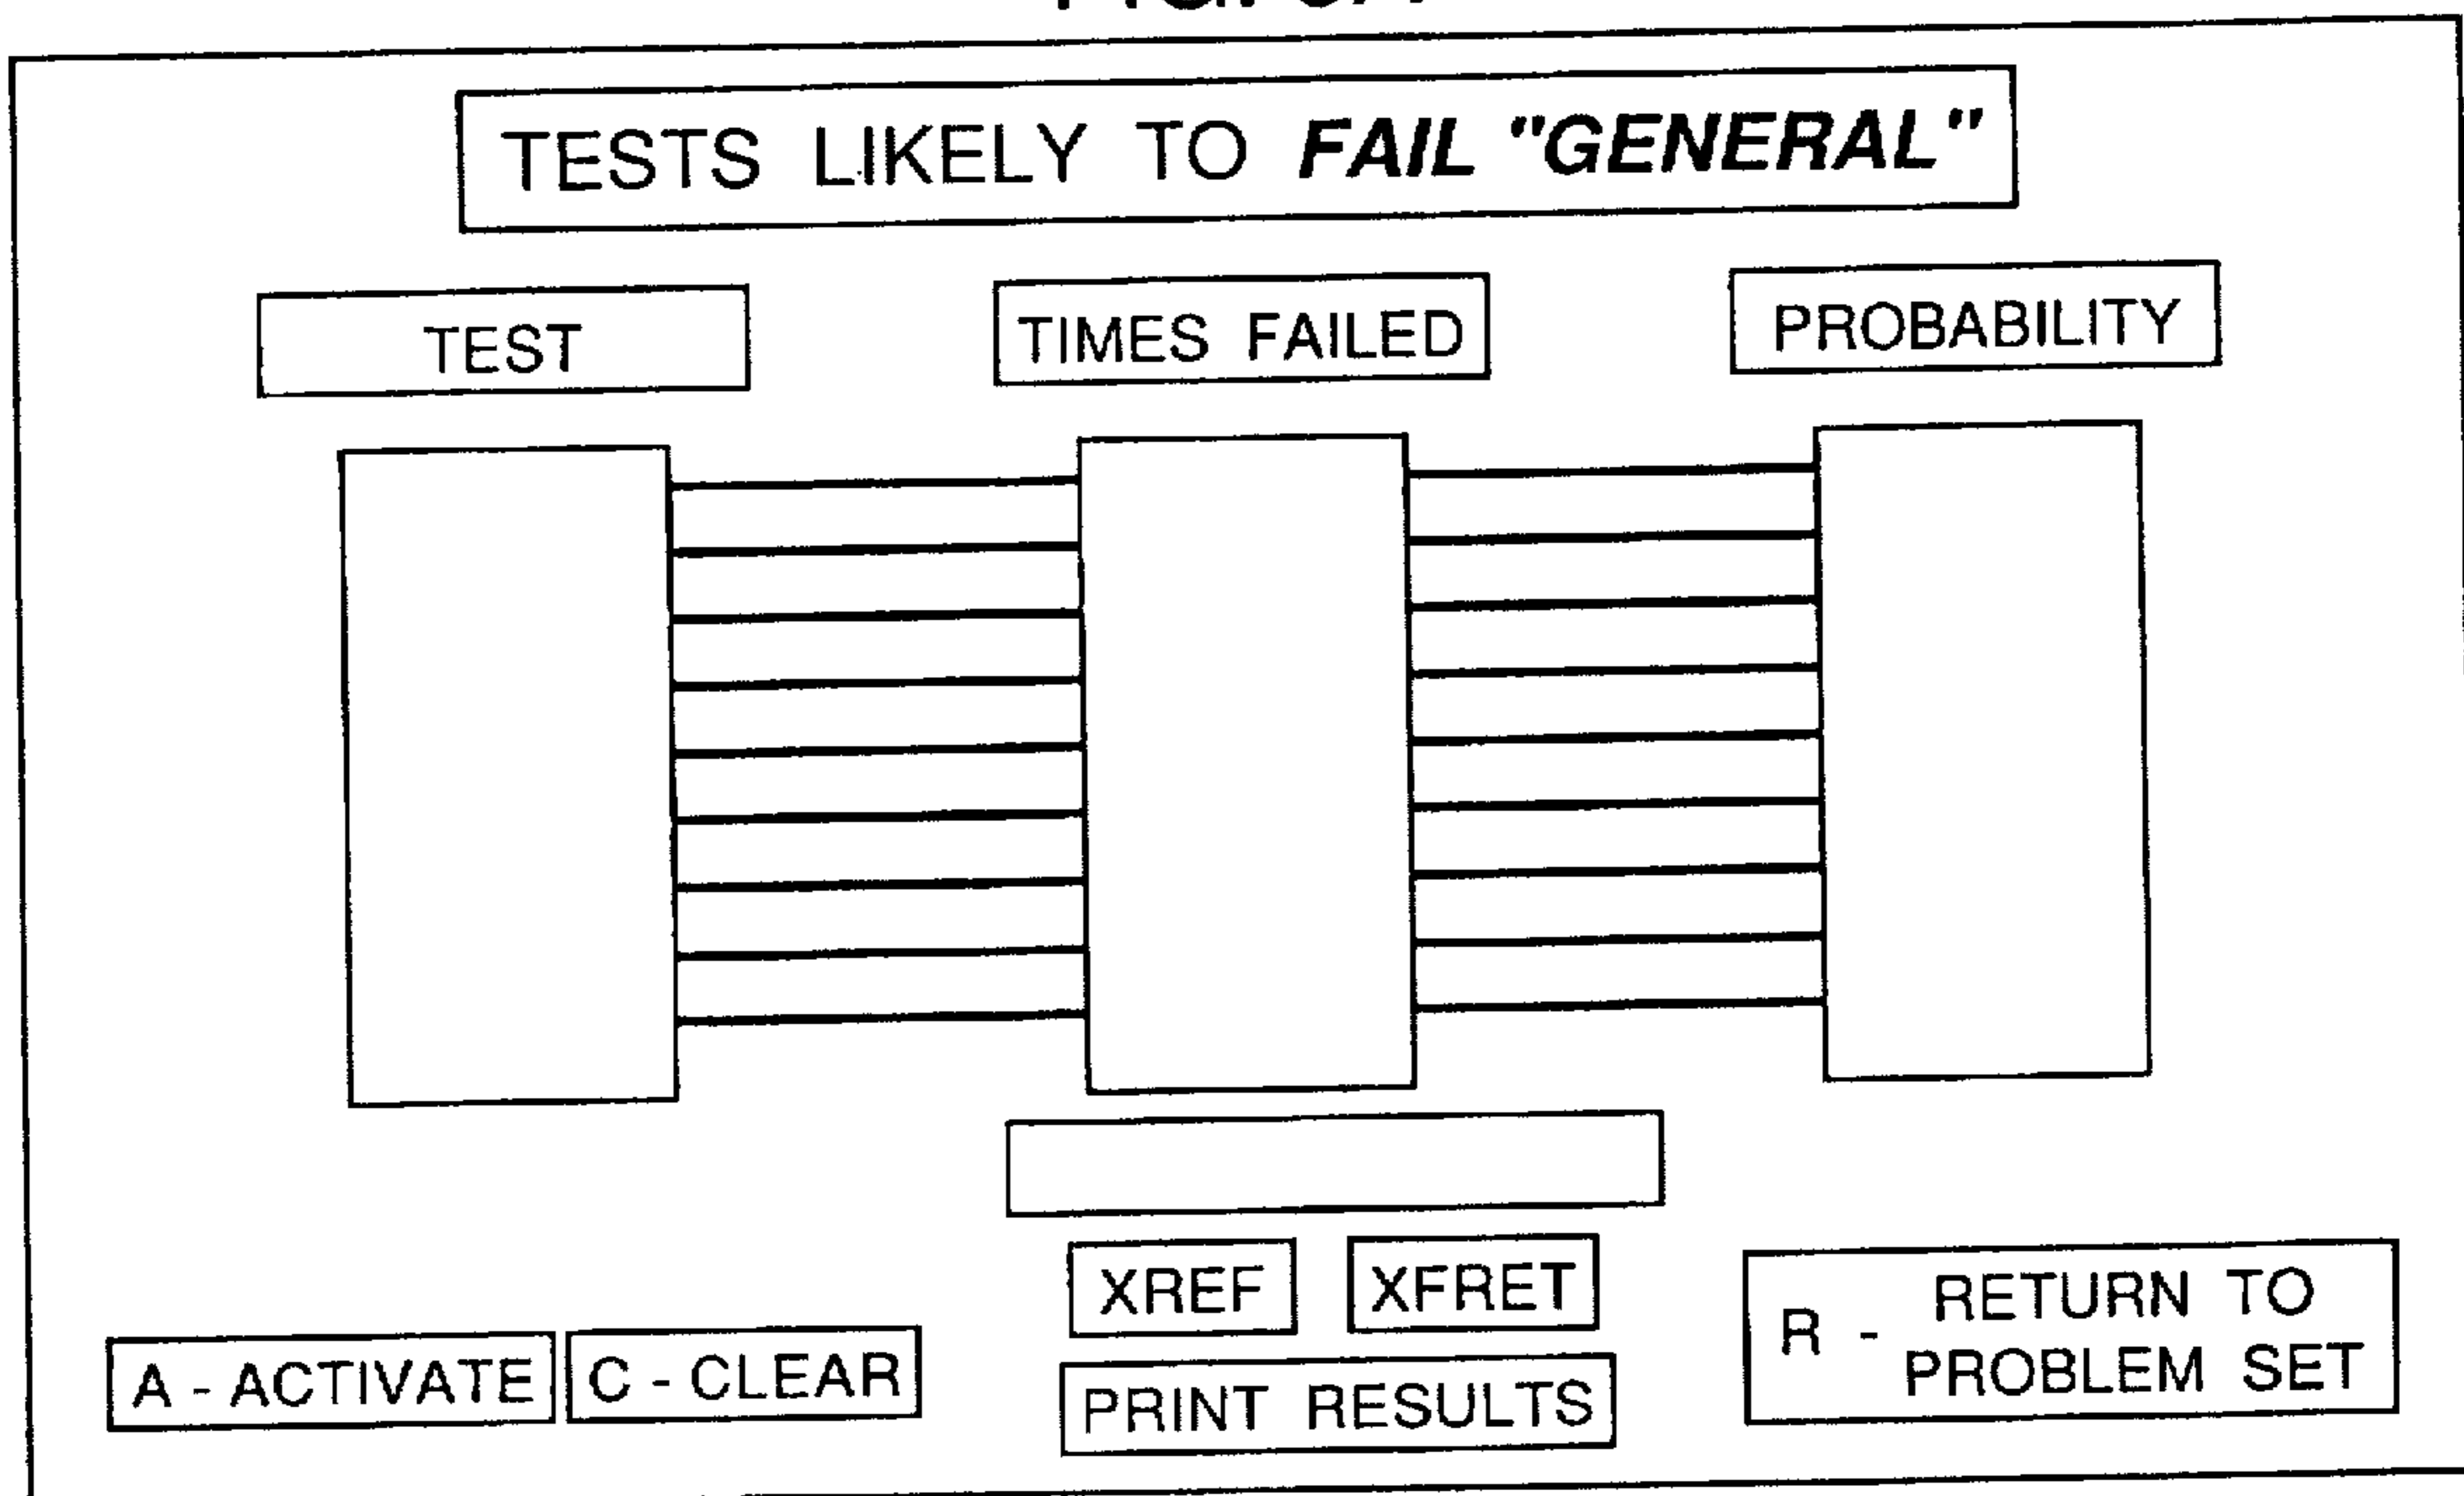 TESTS LIKELY TO FAIL "GENERAL"
TEST
TIMES FAILED
PROBABILITY
XREF
XFRET
R - RETURN TO
PROBLEM SET
A - ACTIVATE
C - CLEAR
PRINT RESULTS